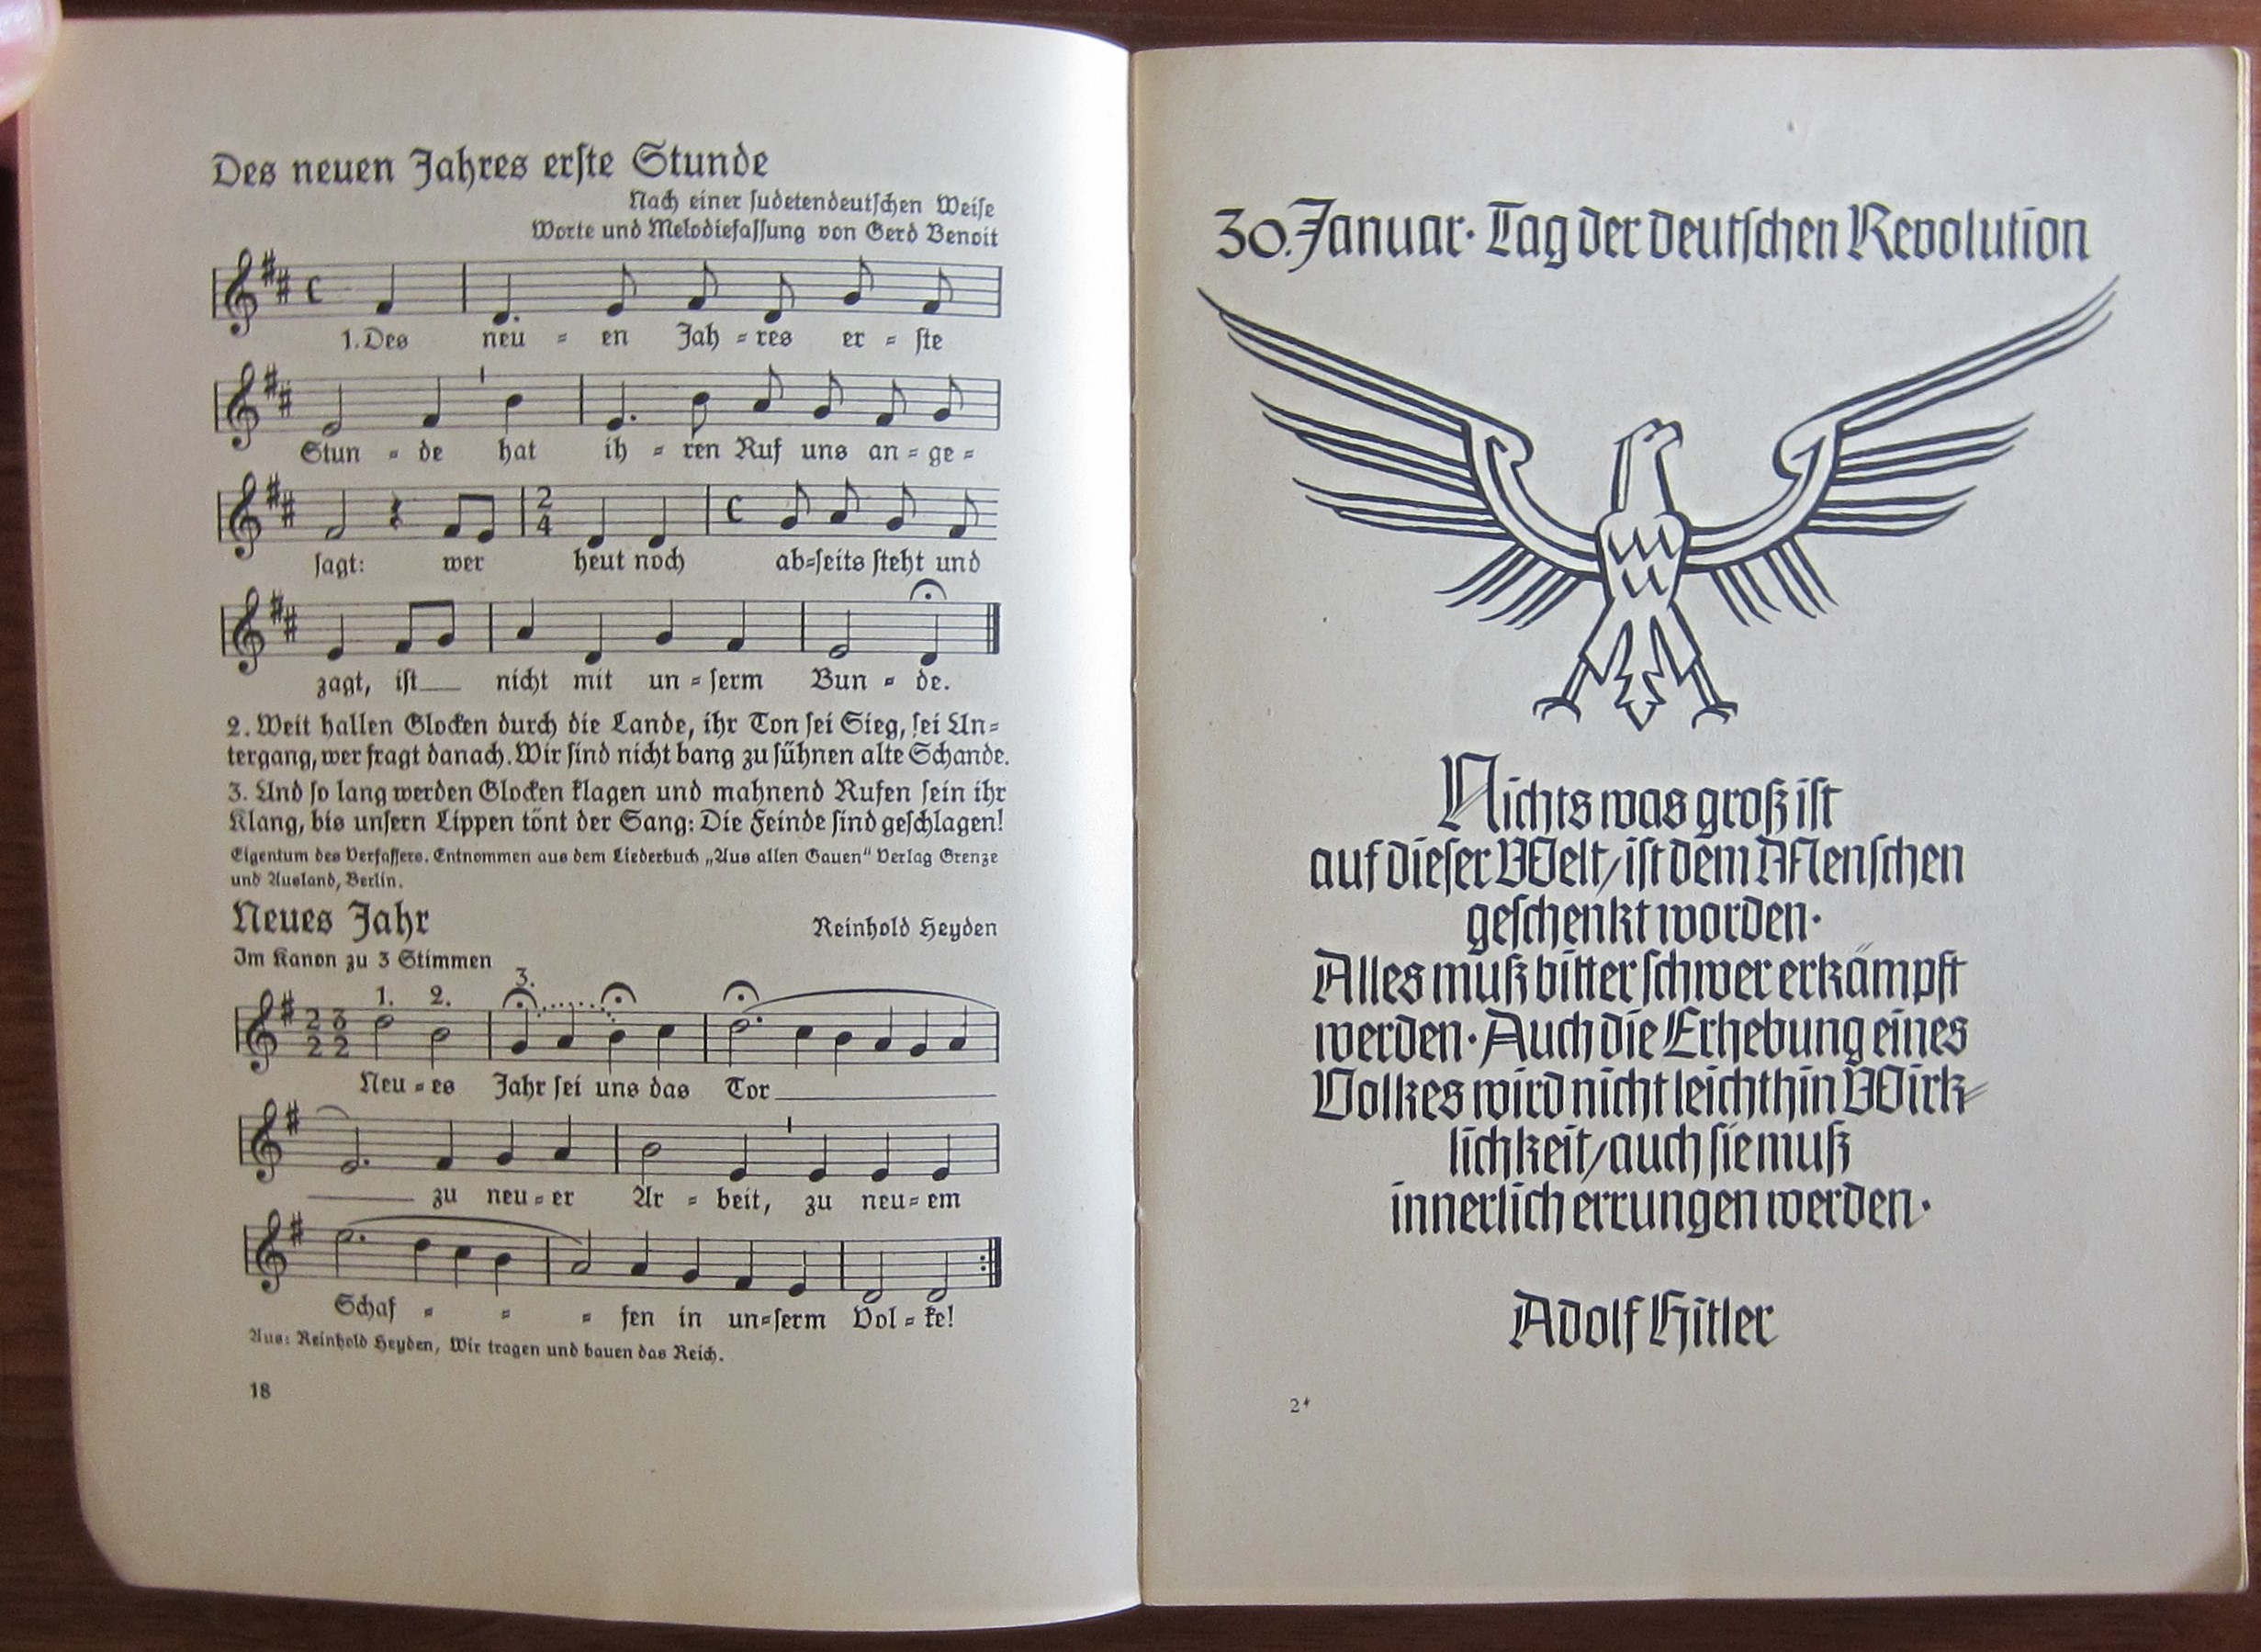 Des neuen Jahres erſte Stunde
Nach einer ſudetendeutſchen Weiſe
Worte und Melodiefaſſung von Gerd Benoit
1. Des neu = en Jah = res er = ſte
Stun = de hat ih = ren Ruf uns an = ge =
2
4
ſagt: wer heut noch ab=ſeits ſteht und
zagt, iſt nicht mit un = ſerm Bun = de.
2. Weit hallen Glocken durch die Lande, ihr Ton ſei Sieg, ſei Un=
tergang, wer fragt danach. Wir ſind nicht bang zu ſühnen alte Schande.
3. Und ſo lang werden Glocken klagen und mahnend Rufen ſein ihr
Klang, bis unſern Lippen tönt der Sang: Die Feinde ſind geſchlagen!
Eigentum des Verfaſſers. Entnommen aus dem Liederbuch „Aus allen Gauen“ Verlag Grenze
und Ausland, Berlin.
Neues Jahr
Reinhold Heyden
Im Kanon zu 3 Stimmen
1. 2. 3.
2 3
2 2
Neu = es Jahr ſei uns das Tor
zu neu = er Ar = beit, zu neu = em
Schaf = = = fen in un=ſerm Vol = ke!
Aus: Reinhold Heyden, Wir tragen und bauen das Reich.
18
30. Januar · Tag der deutſchen Revolution
Nichts was groß iſt
auf dieſer Welt, iſt dem Menſchen
geſchenkt worden·
Alles muß bitter ſchwer erkämpft
werden· Auch die Erhebung eines
Volkes wird nicht leichthin Wirk=
lichkeit, auch ſie muß
innerlich errungen werden·
Adolf Hitler
2*